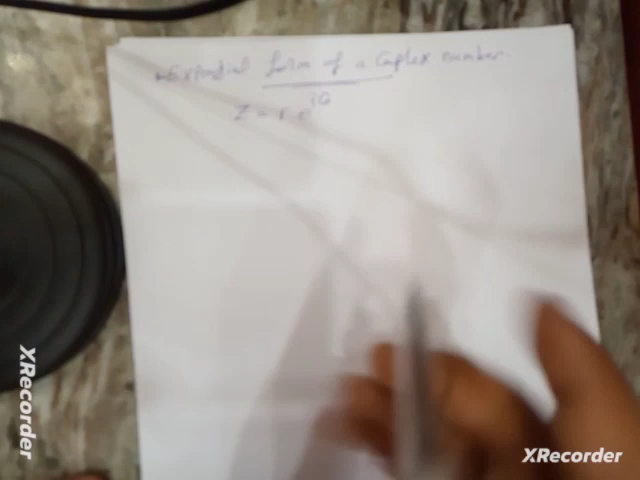 Exponential form of a Complex number.
Z = r e^iθ
XRecorder
XRecorder